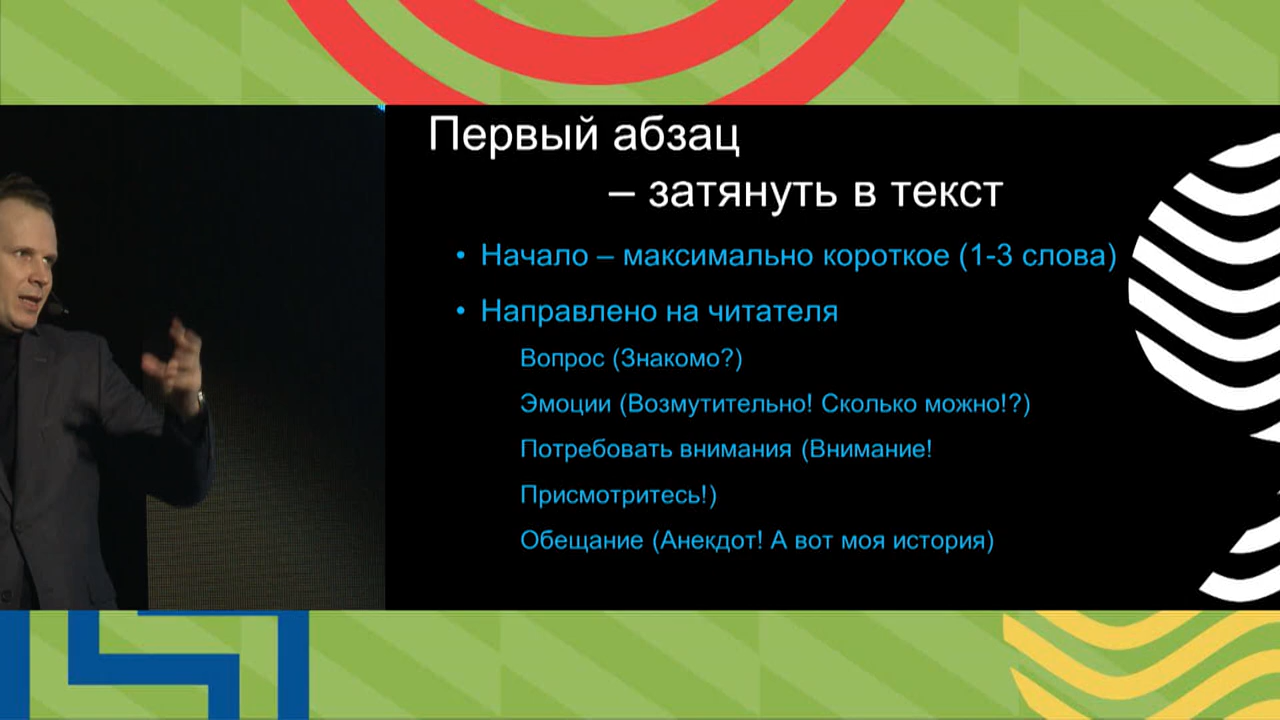 Первый абзац
– затянуть в текст
• Начало – максимально короткое (1-3 слова)
• Направлено на читателя
Вопрос (Знакомо?)
Эмоции (Возмутительно! Сколько можно!?)
Потребовать внимания (Внимание!
Присмотритесь!)
Обещание (Анекдот! А вот моя история)